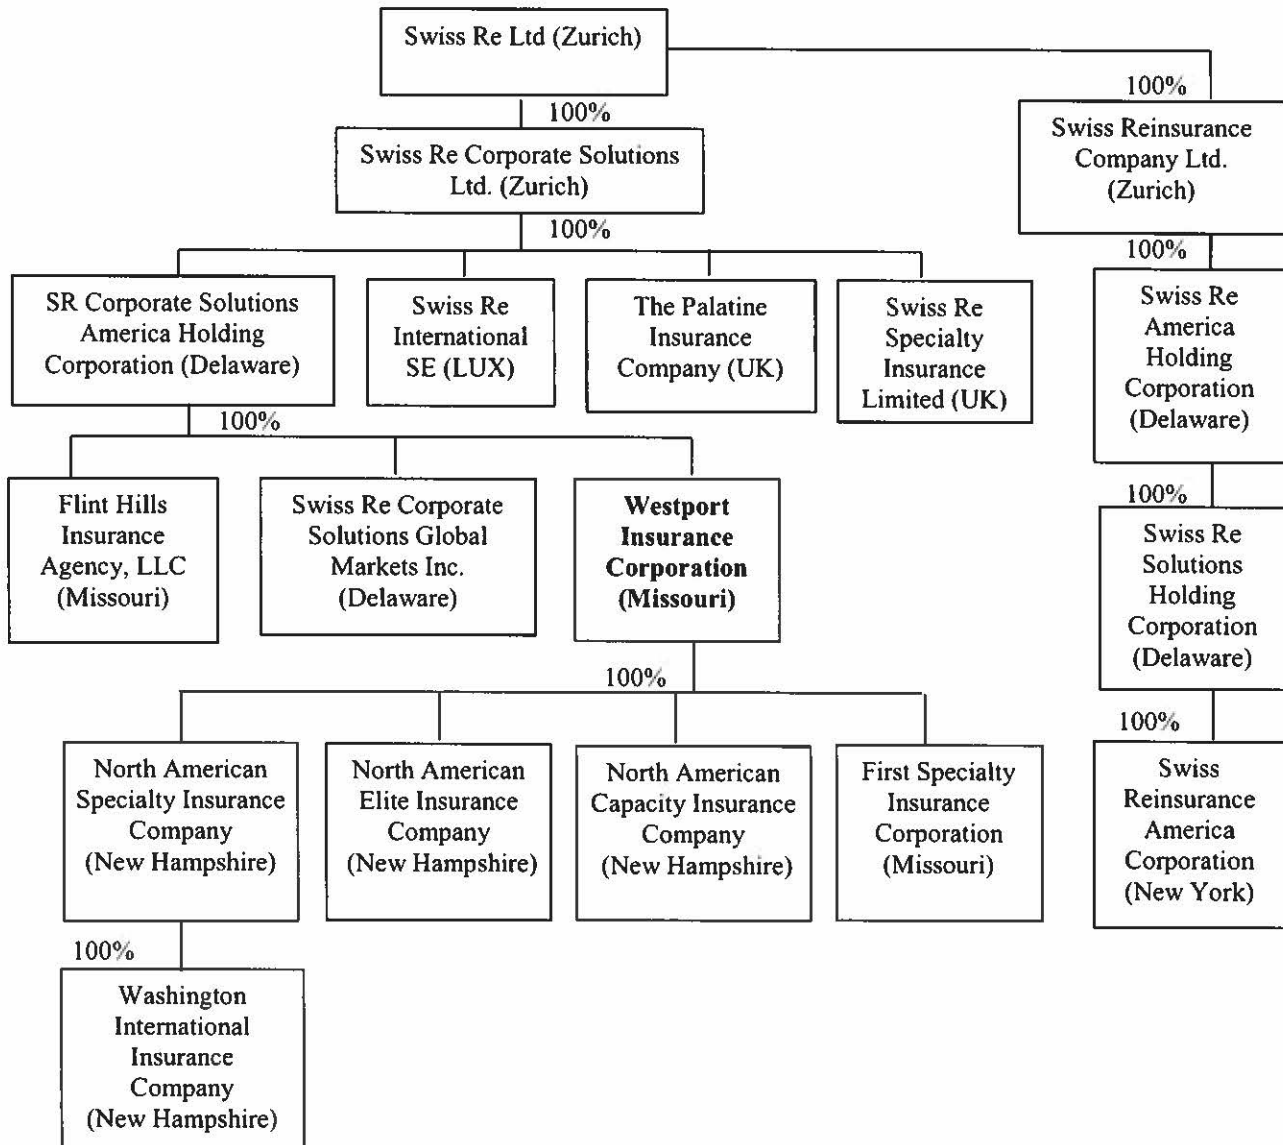 Swiss Re Ltd (Zurich)
100%
100%
Swiss Re Corporate Solutions
Ltd. (Zurich)
Swiss Reinsurance
Company Ltd.
(Zurich)
100%
100%
SR Corporate Solutions
America Holding
Corporation (Delaware)
Swiss Re
International
SE (LUX)
The Palatine
Insurance
Company (UK)
Swiss Re
Specialty
Insurance
Limited (UK)
Swiss Re
America
Holding
Corporation
(Delaware)
100%
100%
Flint Hills
Insurance
Agency, LLC
(Missouri)
Swiss Re Corporate
Solutions Global
Markets Inc.
(Delaware)
Westport
Insurance
Corporation
(Missouri)
Swiss Re
Solutions
Holding
Corporation
(Delaware)
100%
100%
North American
Specialty Insurance
Company
(New Hampshire)
North American
Elite Insurance
Company
(New Hampshire)
North American
Capacity Insurance
Company
(New Hampshire)
First Specialty
Insurance
Corporation
(Missouri)
Swiss
Reinsurance
America
Corporation
(New York)
100%
Washington
International
Insurance
Company
(New Hampshire)